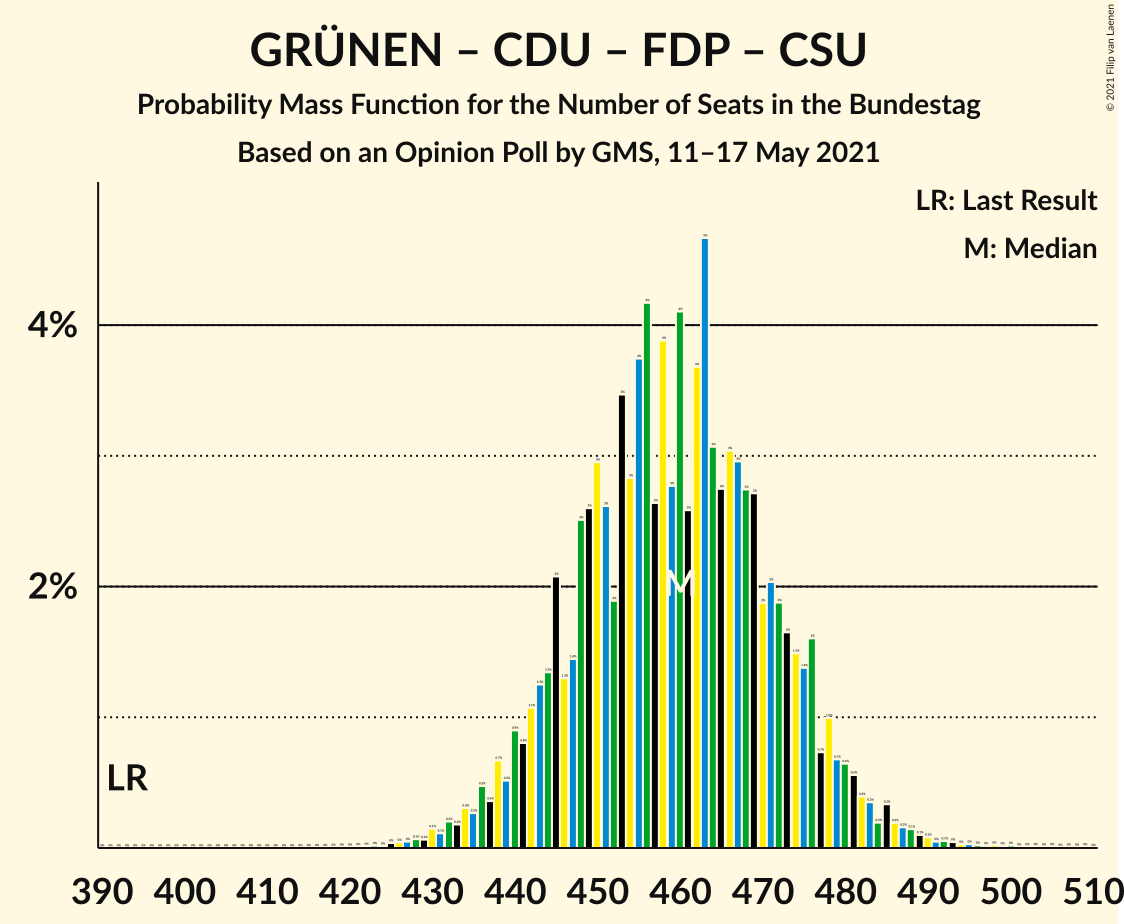 GRÜNEN – CDU – FDP – CSU
Probability Mass Function for the Number of Seats in the Bundestag
Based on an Opinion Poll by GMS, 11–17 May 2021
© 2021 Filip van Laenen
LR: Last Result
M: Median
4%
2%
M
LR
390 400 410 420 430 440 450 460 470 480 490 500 510